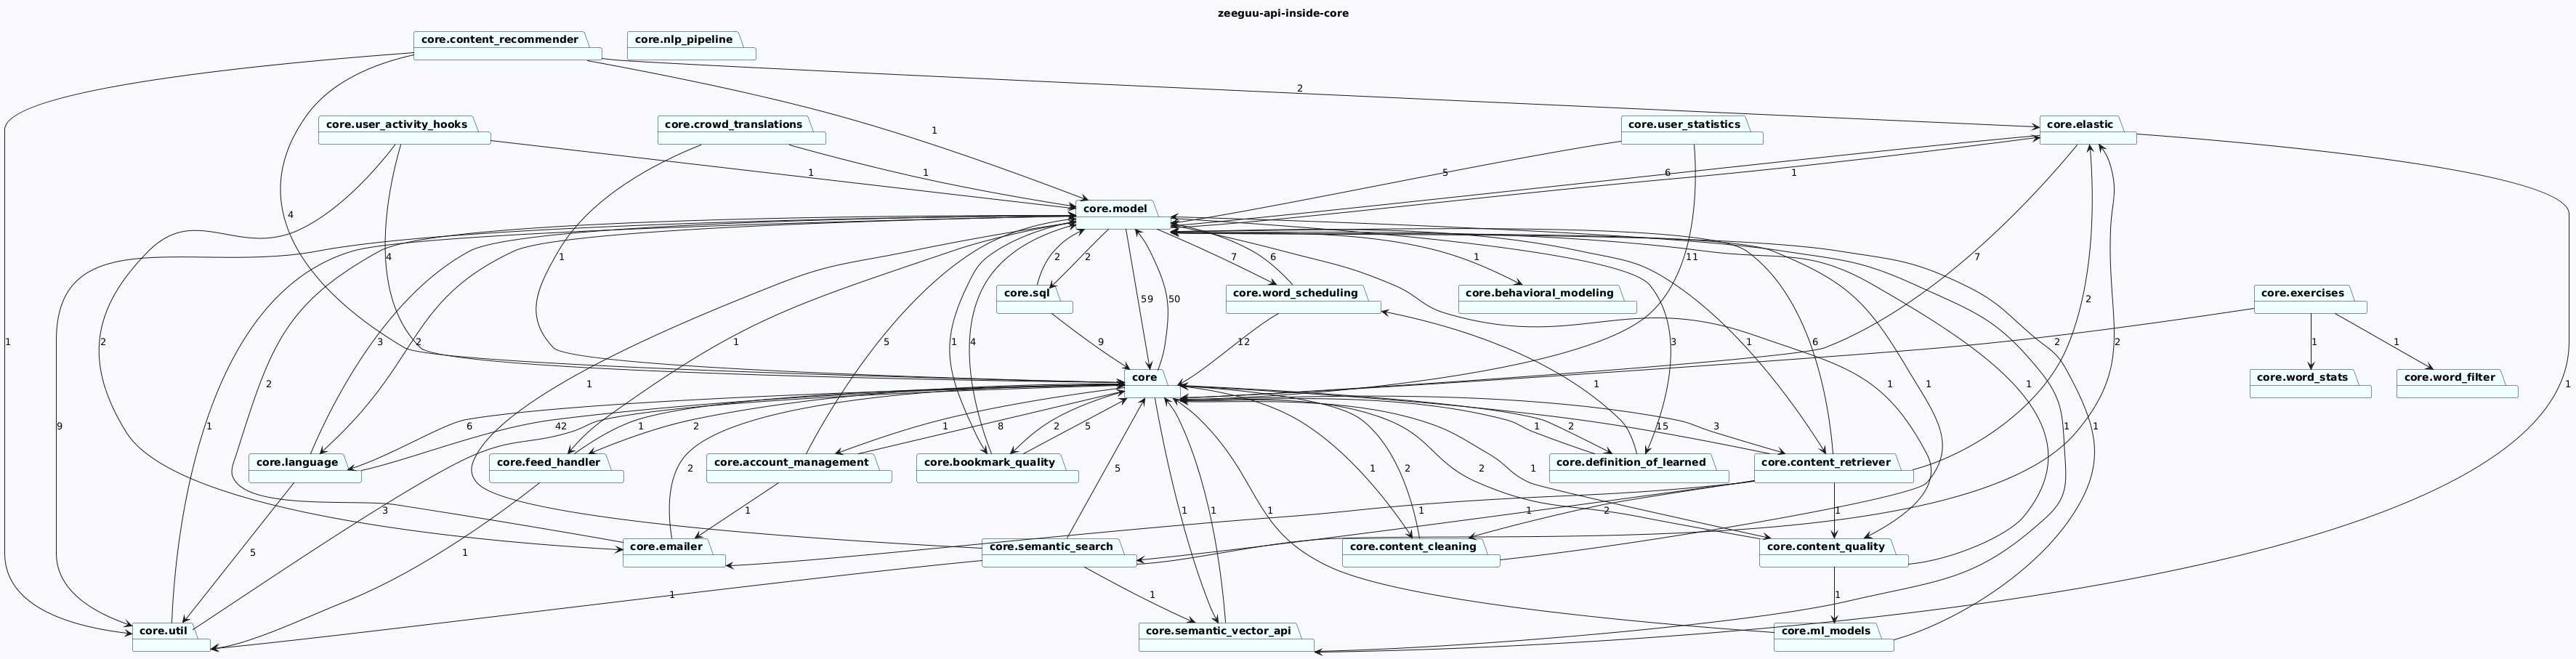 zeeguu-api-inside-core
core.content_recommender
core.nlp_pipeline
2
core.user_activity_hooks
core.crowd_translations
core.user_statistics
core.elastic
1
1
1
5
6
1
core.model
4
4
1
2
2
7
6
1
11
7
59
50
core.sql
core.word_scheduling
core.behavioral_modeling
core.exercises
2
1
3
2
1
5
1
4
9
12
3
1
6
2
2
1
1
1
core
core.word_stats
core.word_filter
2
1
1
1
1
9
1
6
42
1
2
1
8
2
5
1
2
15
3
core.language
core.feed_handler
core.account_management
core.bookmark_quality
core.definition_of_learned
core.content_retriever
1
2
2
1
1
5
1
1
5
3
1
1
1
1
1
2
1
core.emailer
core.semantic_search
core.content_cleaning
core.content_quality
5
1
1
1
1
core.util
core.semantic_vector_api
core.ml_models